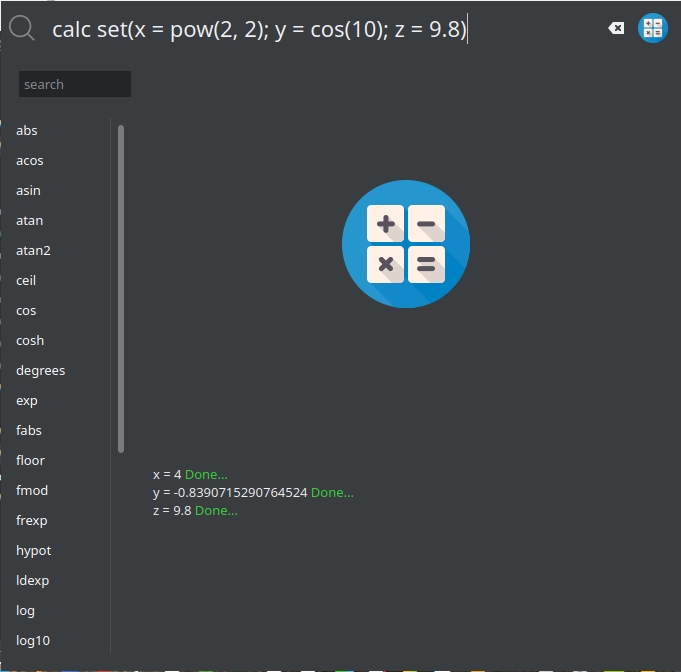 calc set(x = pow(2, 2); y = cos(10); z = 9.8)
search
abs
acos
asin
atan
atan2
ceil
cos
cosh
degrees
exp
fabs
floor
fmod
frexp
hypot
ldexp
log
log10
x = 4 Done...
y = -0.8390715290764524 Done...
z = 9.8 Done...